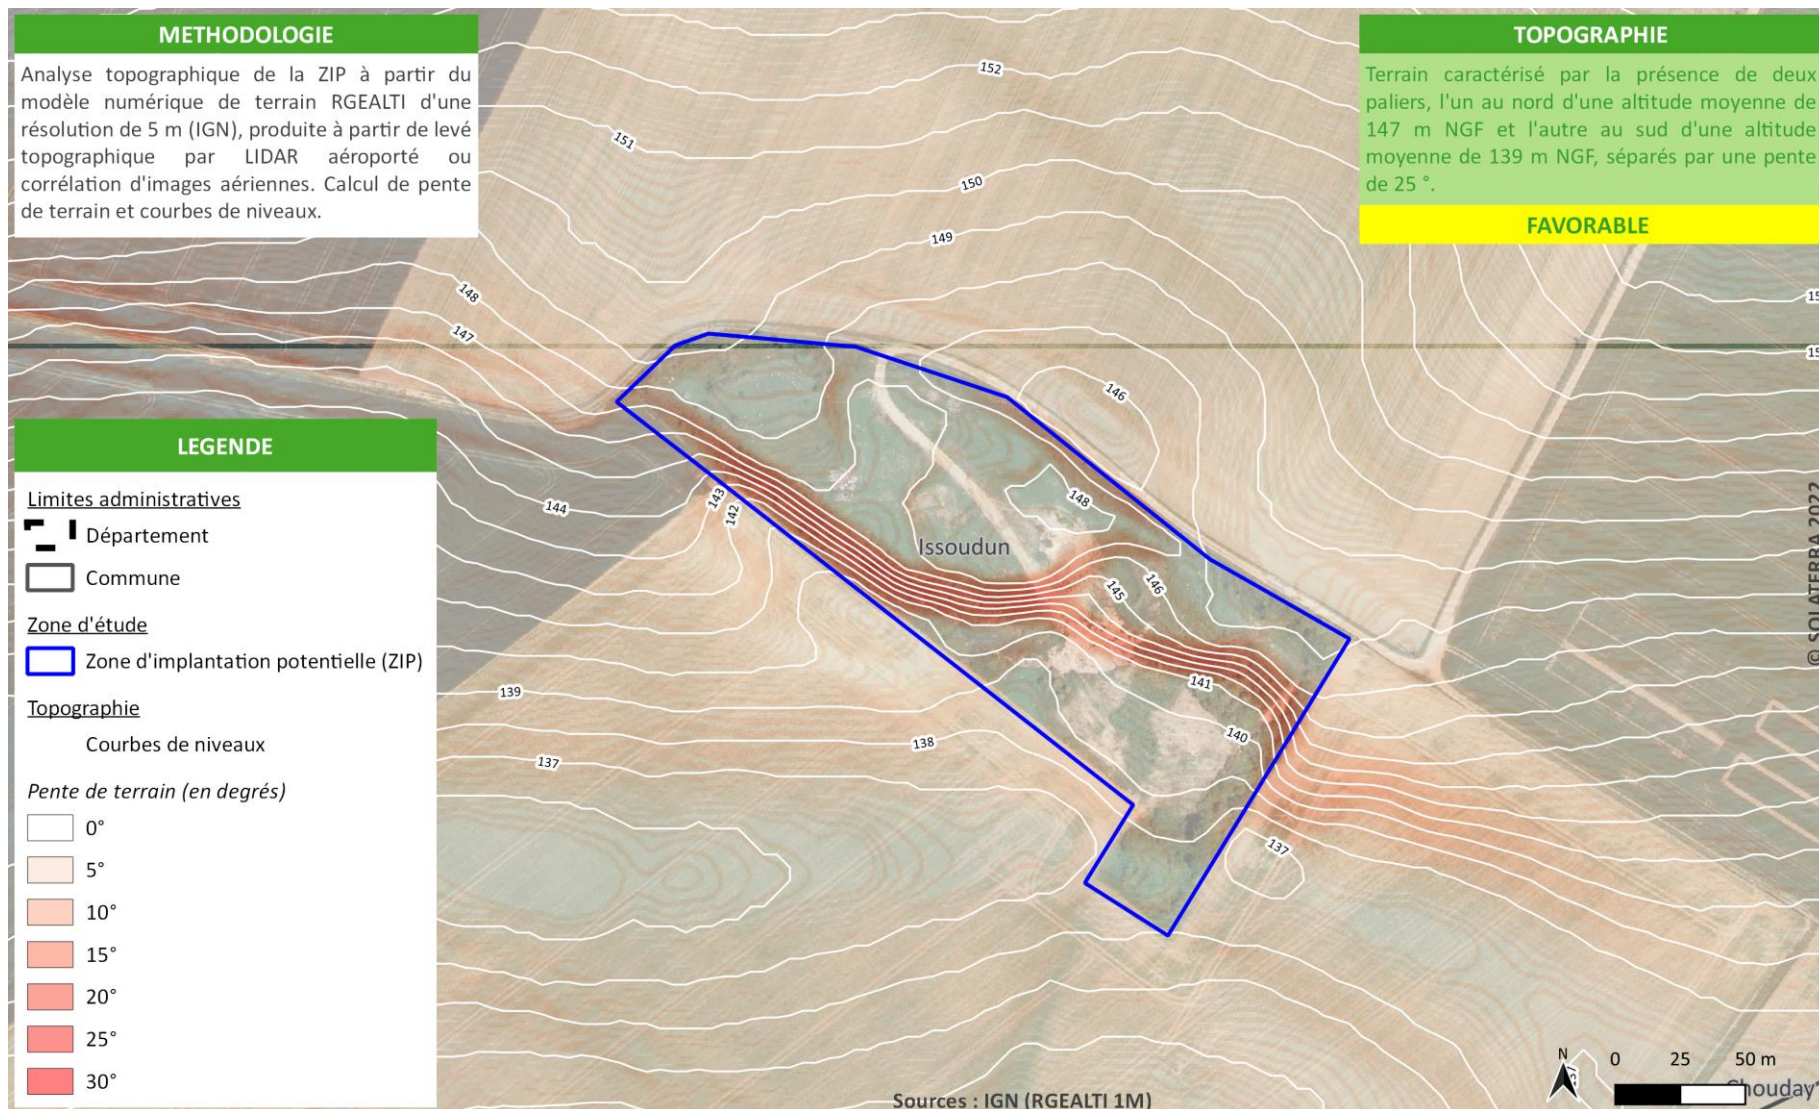 METHODOLOGIE
Analyse topographique de la ZIP à partir du
modèle numérique de terrain RGEALTI d'une
résolution de 5 m (IGN), produite à partir de levé
topographique par LIDAR aéroporté ou
corrélation d'images aériennes. Calcul de pente
de terrain et courbes de niveaux.
TOPOGRAPHIE
Terrain caractérisé par la présence de deux
paliers, l'un au nord d'une altitude moyenne de
147 m NGF et l'autre au sud d'une altitude
moyenne de 139 m NGF, séparés par une pente
de 25 °.
FAVORABLE
152
151
150
149
148
147
146
148
144
143
142
Issoudun
145
146
141
140
139
138
137
137
LEGENDE
Limites administratives
Département
Commune
Zone d'étude
Zone d'implantation potentielle (ZIP)
Topographie
Courbes de niveaux
Pente de terrain (en degrés)
0°
5°
10°
15°
20°
25°
30°
© SOLATERRA 2022
N
0 25 50 m
137
Chouday
Sources : IGN (RGEALTI 1M)